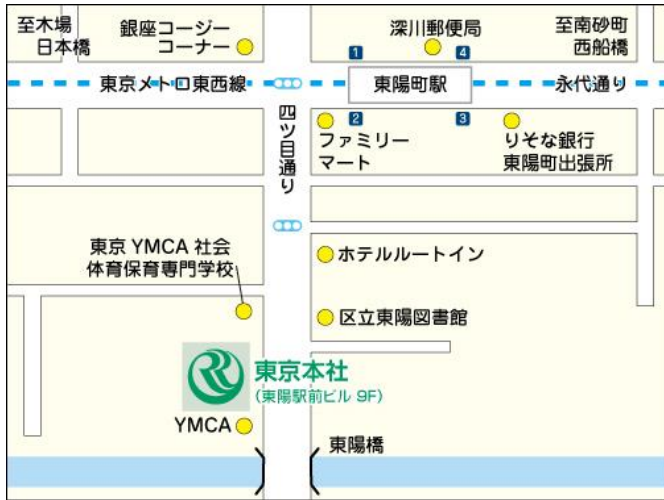 至木場
日本橋
銀座コージー
コーナー
深川郵便局
至南砂町
西船橋
1
4
東京メトロ東西線
東陽町駅
永代通り
四ツ目通り
2
3
ファミリー
マート
りそな銀行
東陽町出張所
東京 YMCA 社会
体育保育専門学校
ホテルルートイン
区立東陽図書館
東京本社
(東陽駅前ビル 9F)
YMCA
東陽橋